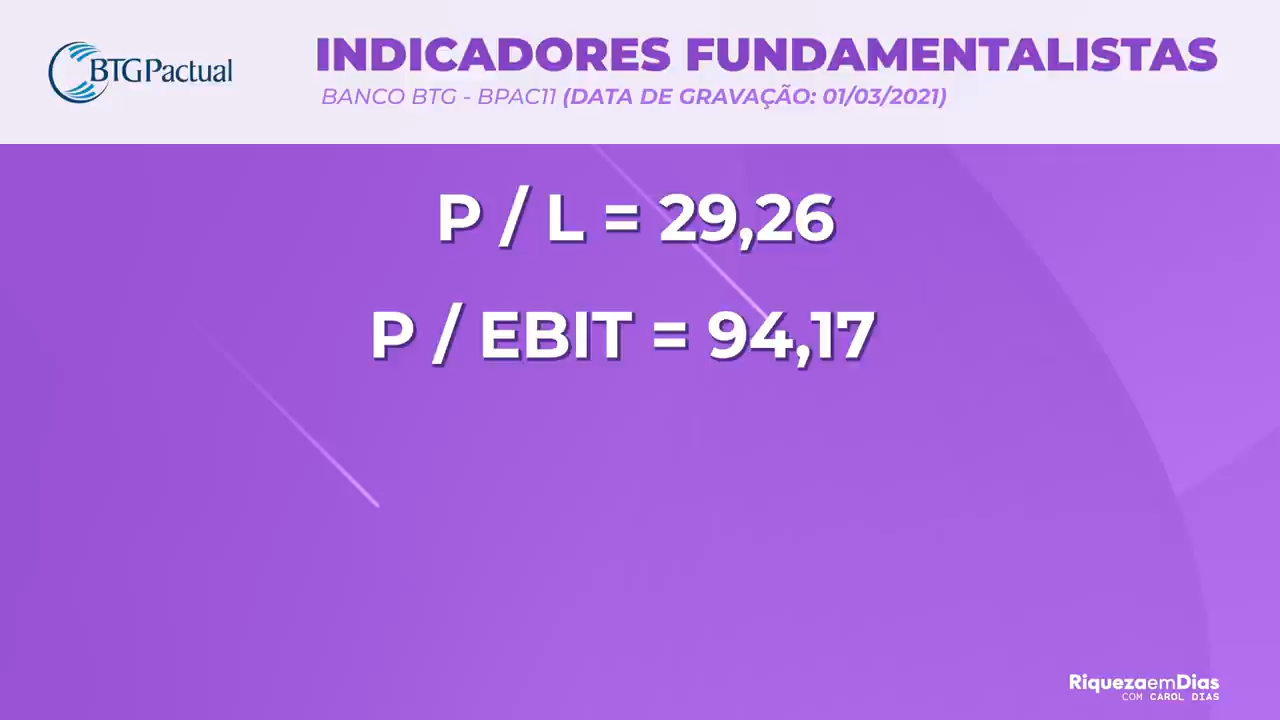 BTGPactual
INDICADORES FUNDAMENTALISTAS
BANCO BTG - BPAC11 (DATA DE GRAVAÇÃO: 01/03/2021)
P / L = 29,26
P / EBIT = 94,17
RiquezaemDias
COM CAROL DIAS